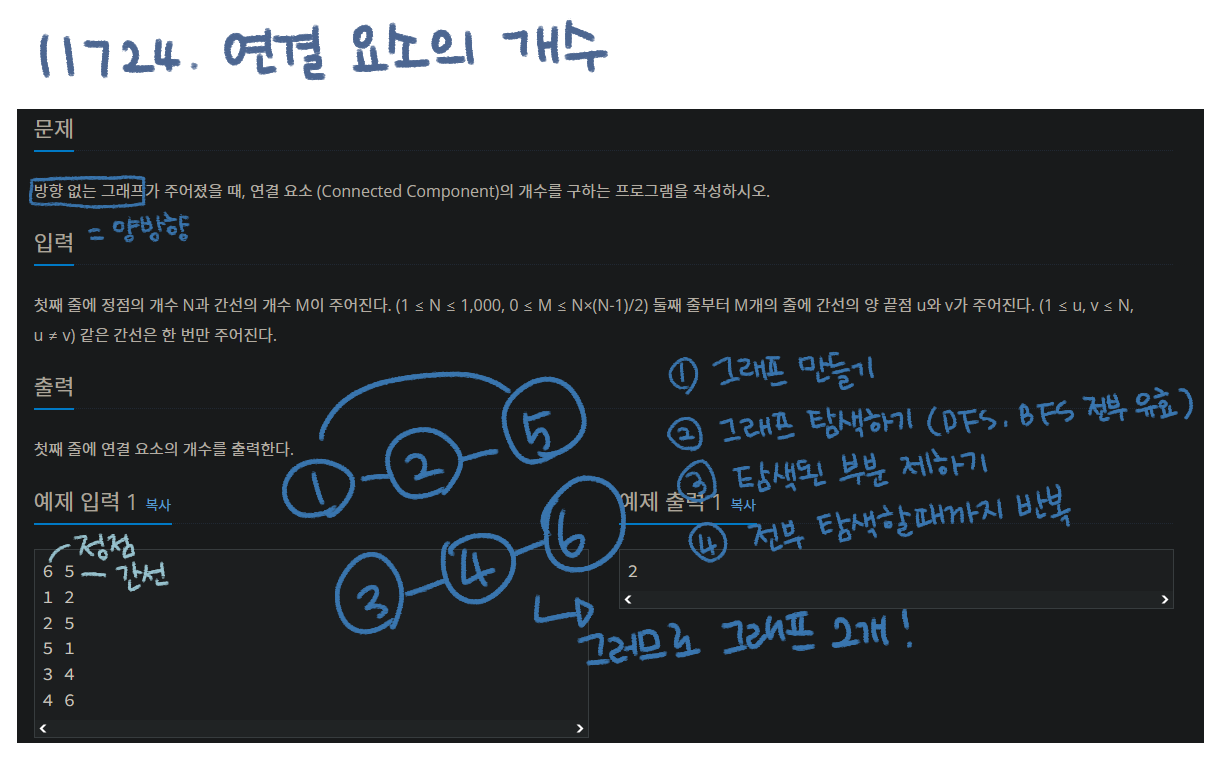 11724. 연결 요소의 개수
문제
방향 없는 그래프가 주어졌을 때, 연결 요소 (Connected Component)의 개수를 구하는 프로그램을 작성하시오.
= 양방향
입력
첫째 줄에 정점의 개수 N과 간선의 개수 M이 주어진다. (1 ≤ N ≤ 1,000, 0 ≤ M ≤ N×(N-1)/2) 둘째 줄부터 M개의 줄에 간선의 양 끝점 u와 v가 주어진다. (1 ≤ u, v ≤ N,
u ≠ v) 같은 간선은 한 번만 주어진다.
출력
첫째 줄에 연결 요소의 개수를 출력한다.
1 2 5
3 4 6
① 그래프 만들기
② 그래프 탐색하기 (DFS, BFS 전부 유효)
③ 탐색된 부분 제하기
④ 전부 탐색할때까지 반복
예제 입력 1 복사
정점
간선
6 5
1 2
2 5
5 1
3 4
4 6
예제 출력 1 복사
2
그러므로 그래프 2개!